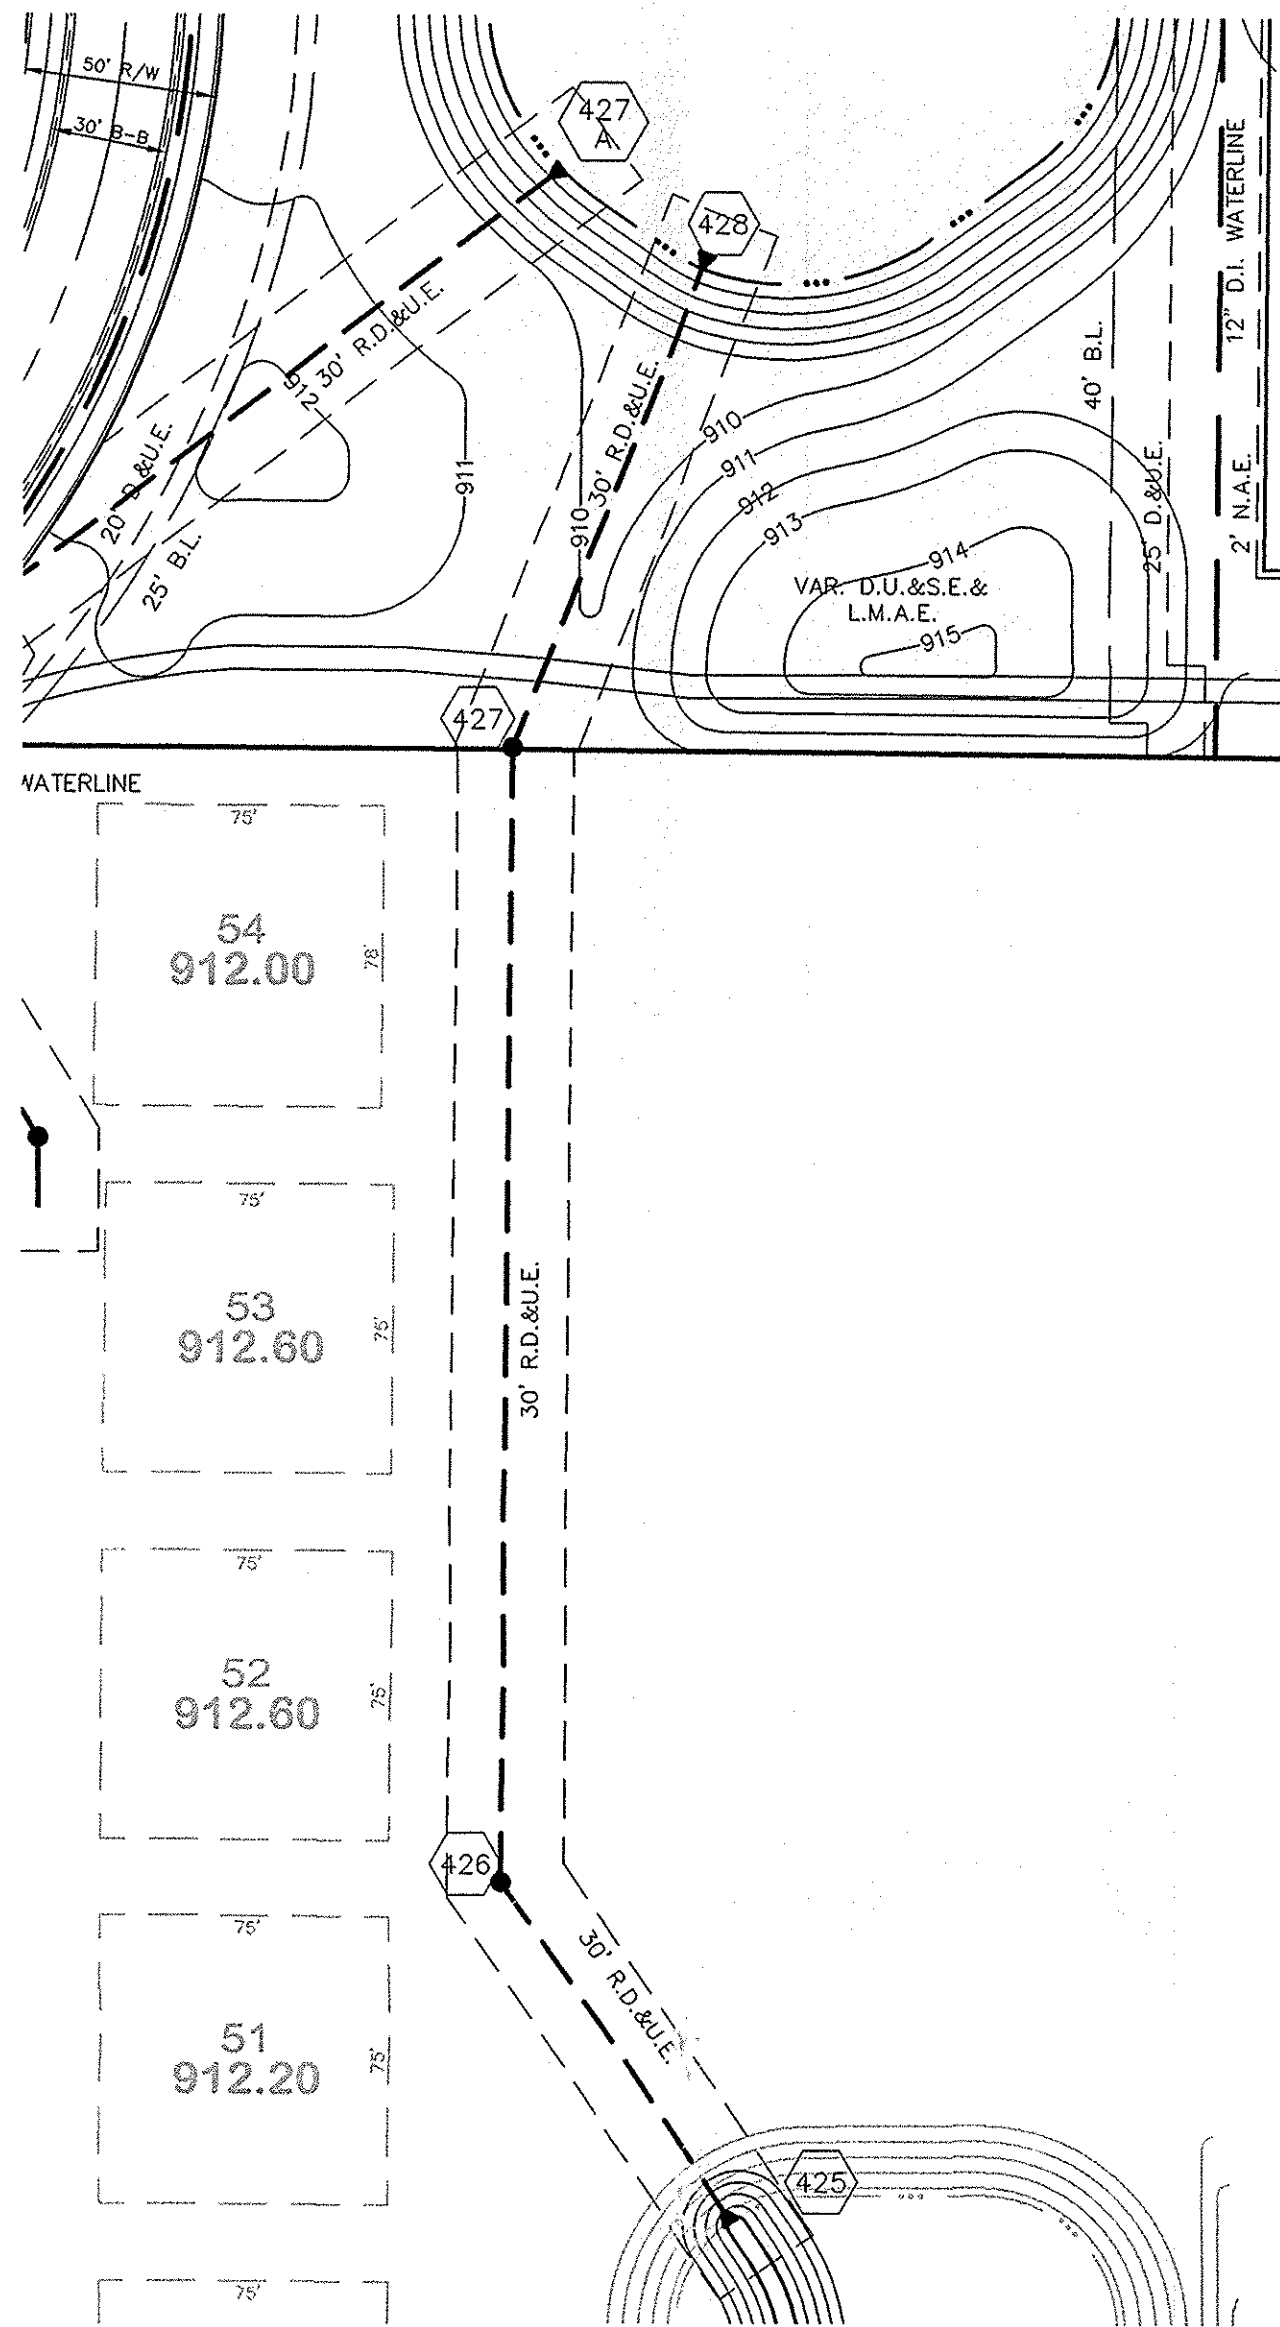 50' R/W
30' B-B
427
A
428
12" D.I. WATERLINE
30' R.D.&U.E.
912
40' B.L.
30' R.D.&U.E.
910
911
912
913
914
911
910
20' D.&U.E.
25' B.L.
25' D.&U.E.
2' N.A.E.
VAR. D.U.&S.E.&
L.M.A.E.
915
427
WATERLINE
75'
54
912.00
78'
75'
53
912.60
75'
30' R.D.&U.E.
75'
52
912.60
75'
426
75'
51
912.20
75'
30' R.D.&U.E.
425
75'